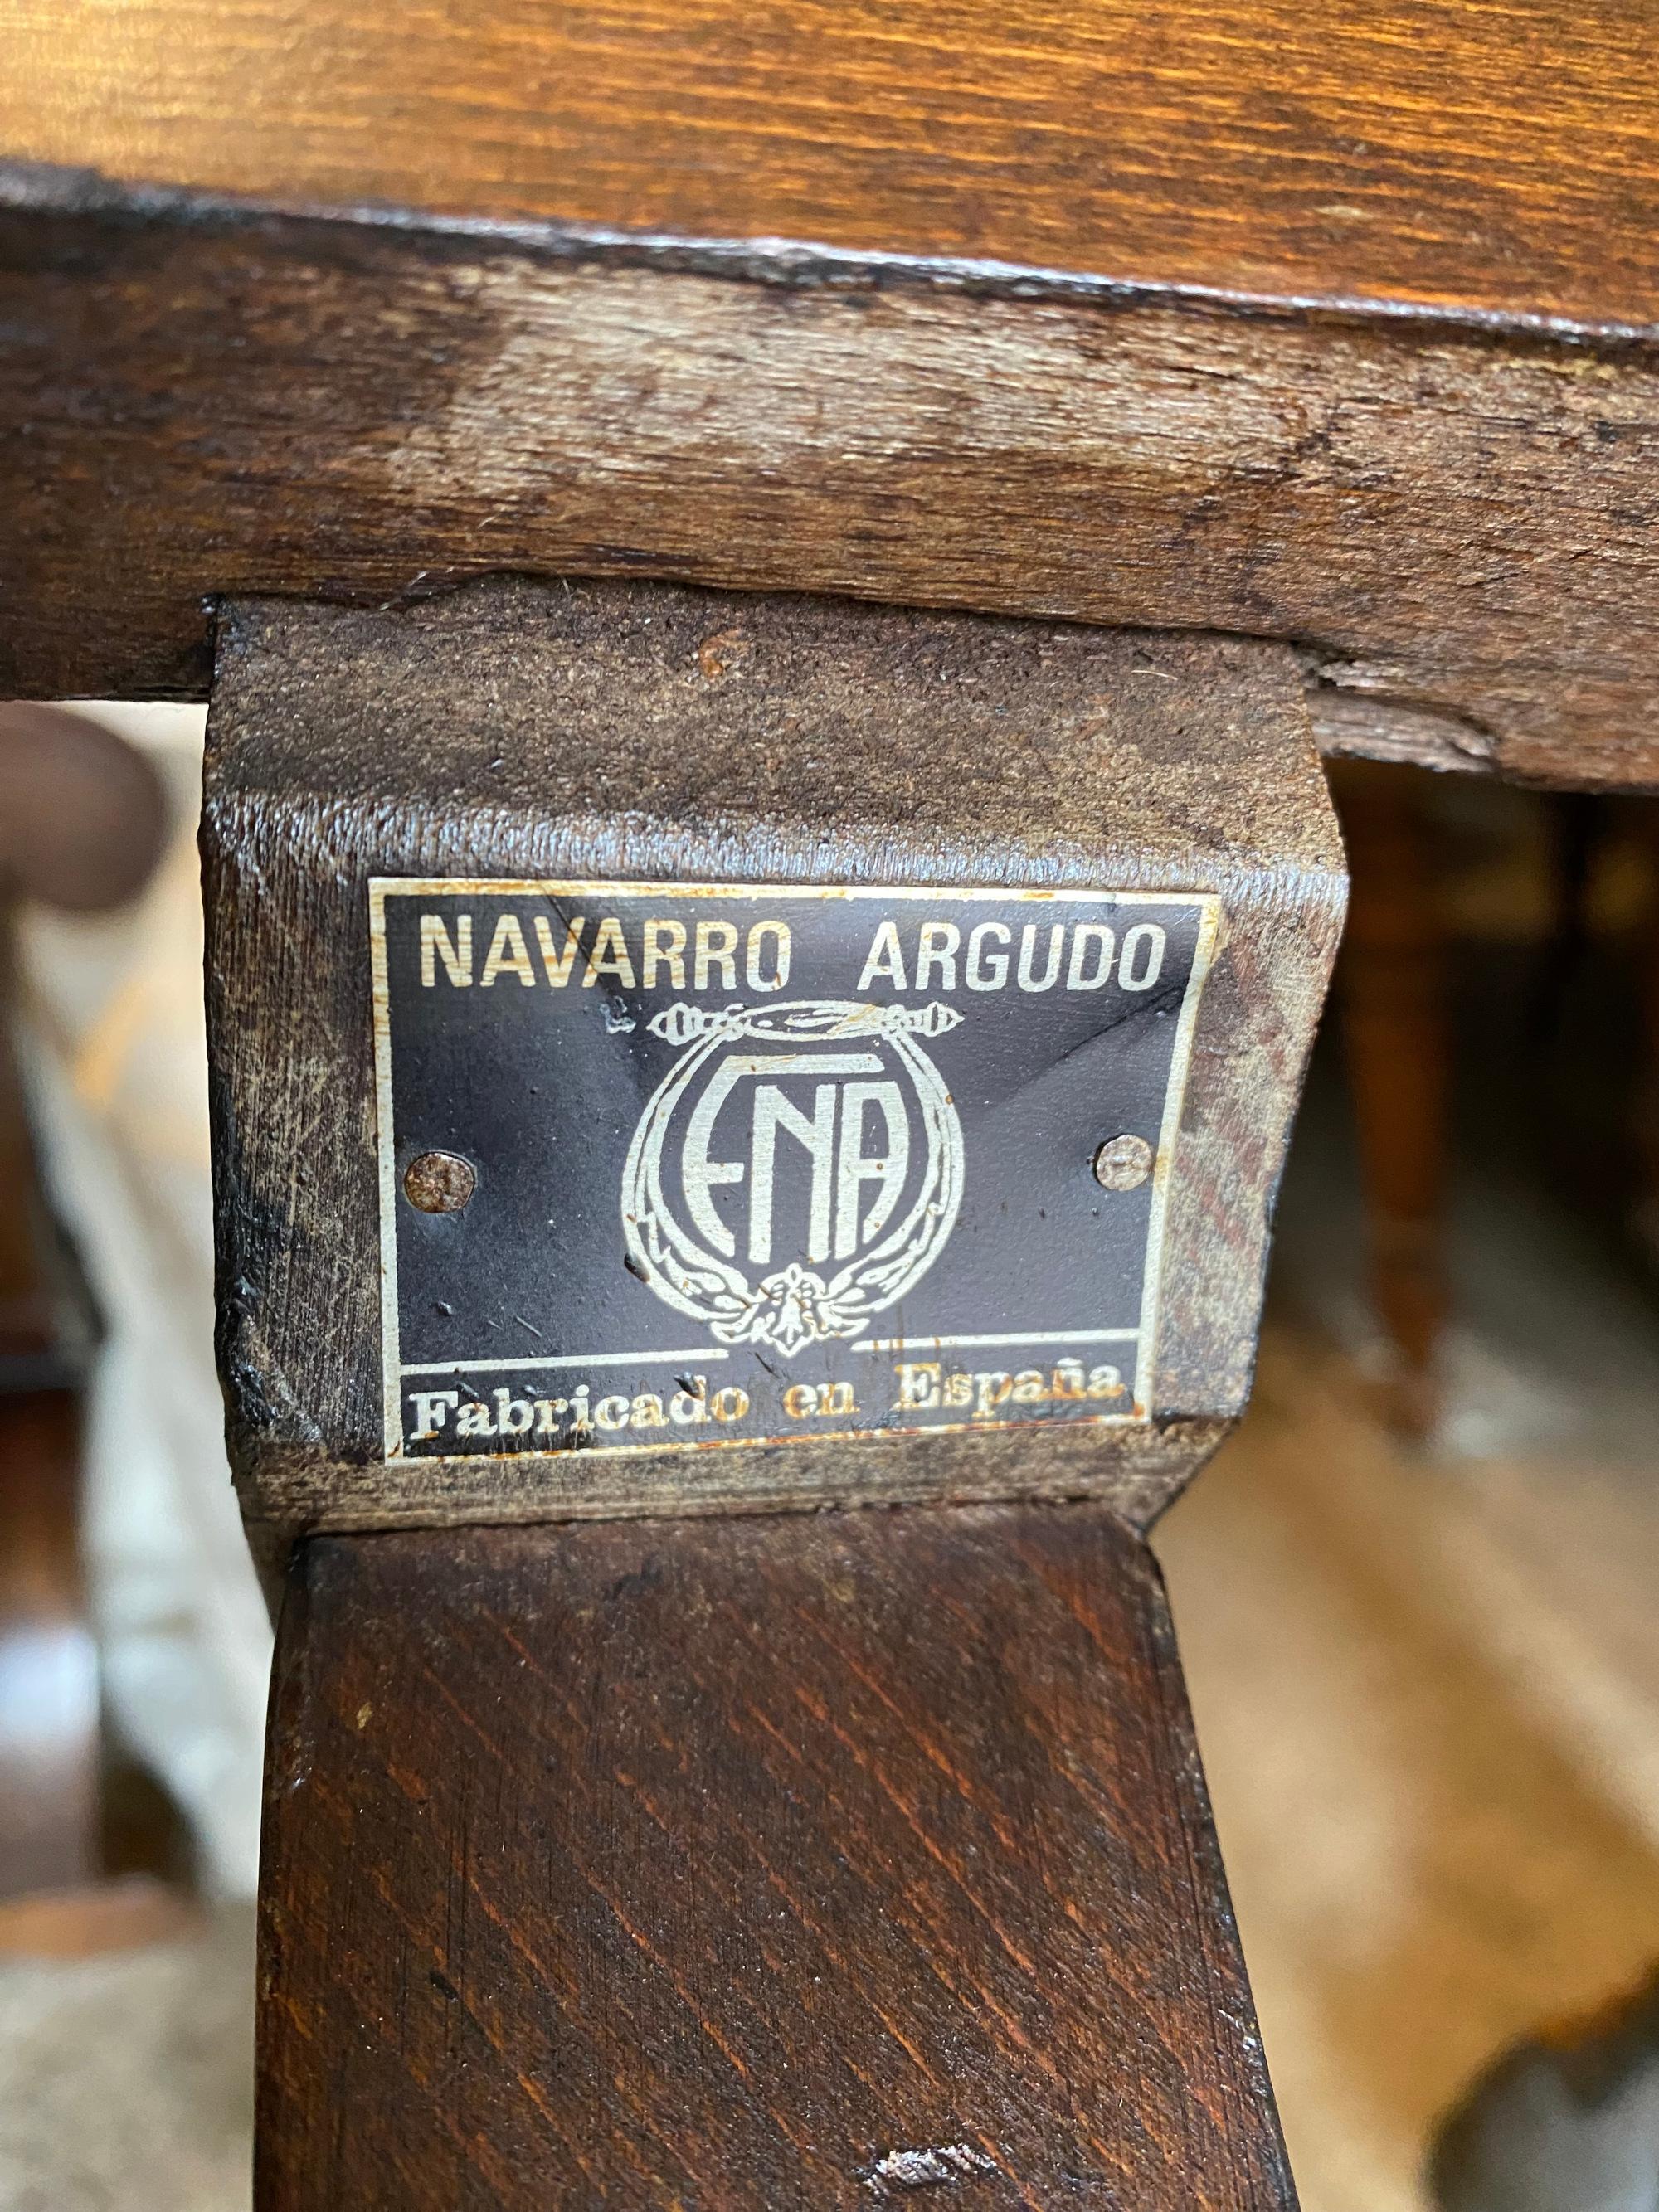 NAVARRO ARGUDO
ENA
Fabricado en España